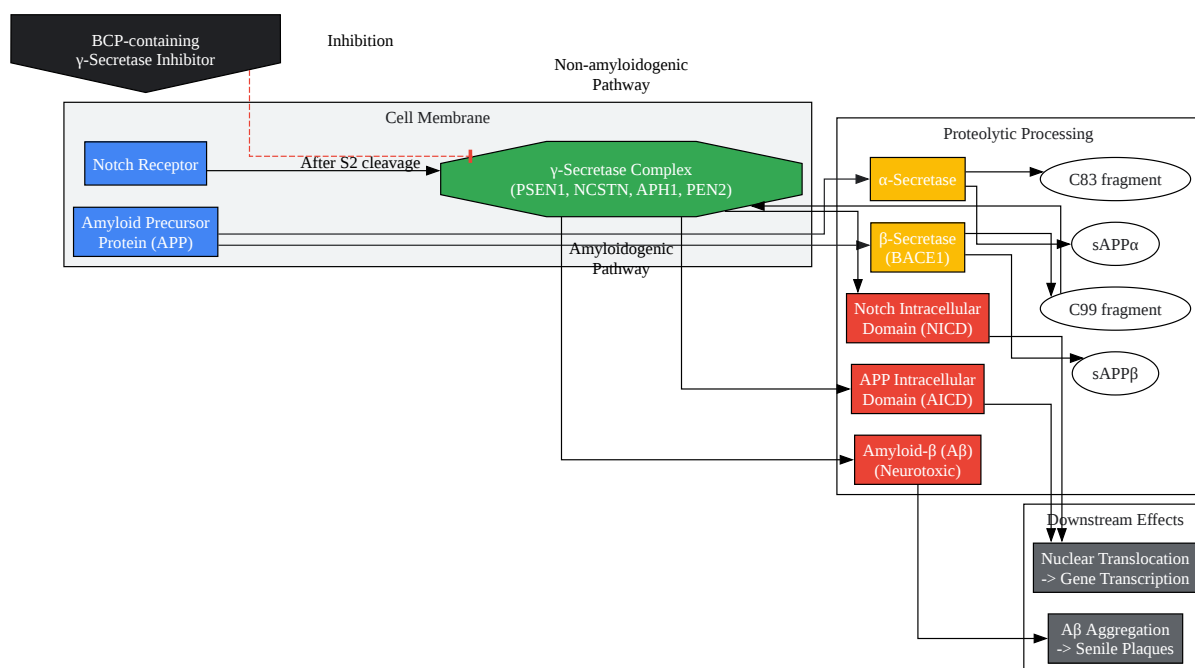 BCP-containing
γ-Secretase Inhibitor
Inhibition
Non-amyloidogenic
Pathway
Cell Membrane
Notch Receptor
After S2 cleavage
γ-Secretase Complex
(PSEN1, NCSTN, APH1, PEN2)
Amyloid Precursor
Protein (APP)
Amyloidogenic
Pathway
Proteolytic Processing
α-Secretase
C83 fragment
sAPPα
β-Secretase
(BACE1)
C99 fragment
Notch Intracellular
Domain (NICD)
sAPPβ
APP Intracellular
Domain (AICD)
Amyloid-β (Aβ)
(Neurotoxic)
Downstream Effects
Nuclear Translocation
-> Gene Transcription
Aβ Aggregation
-> Senile Plaques